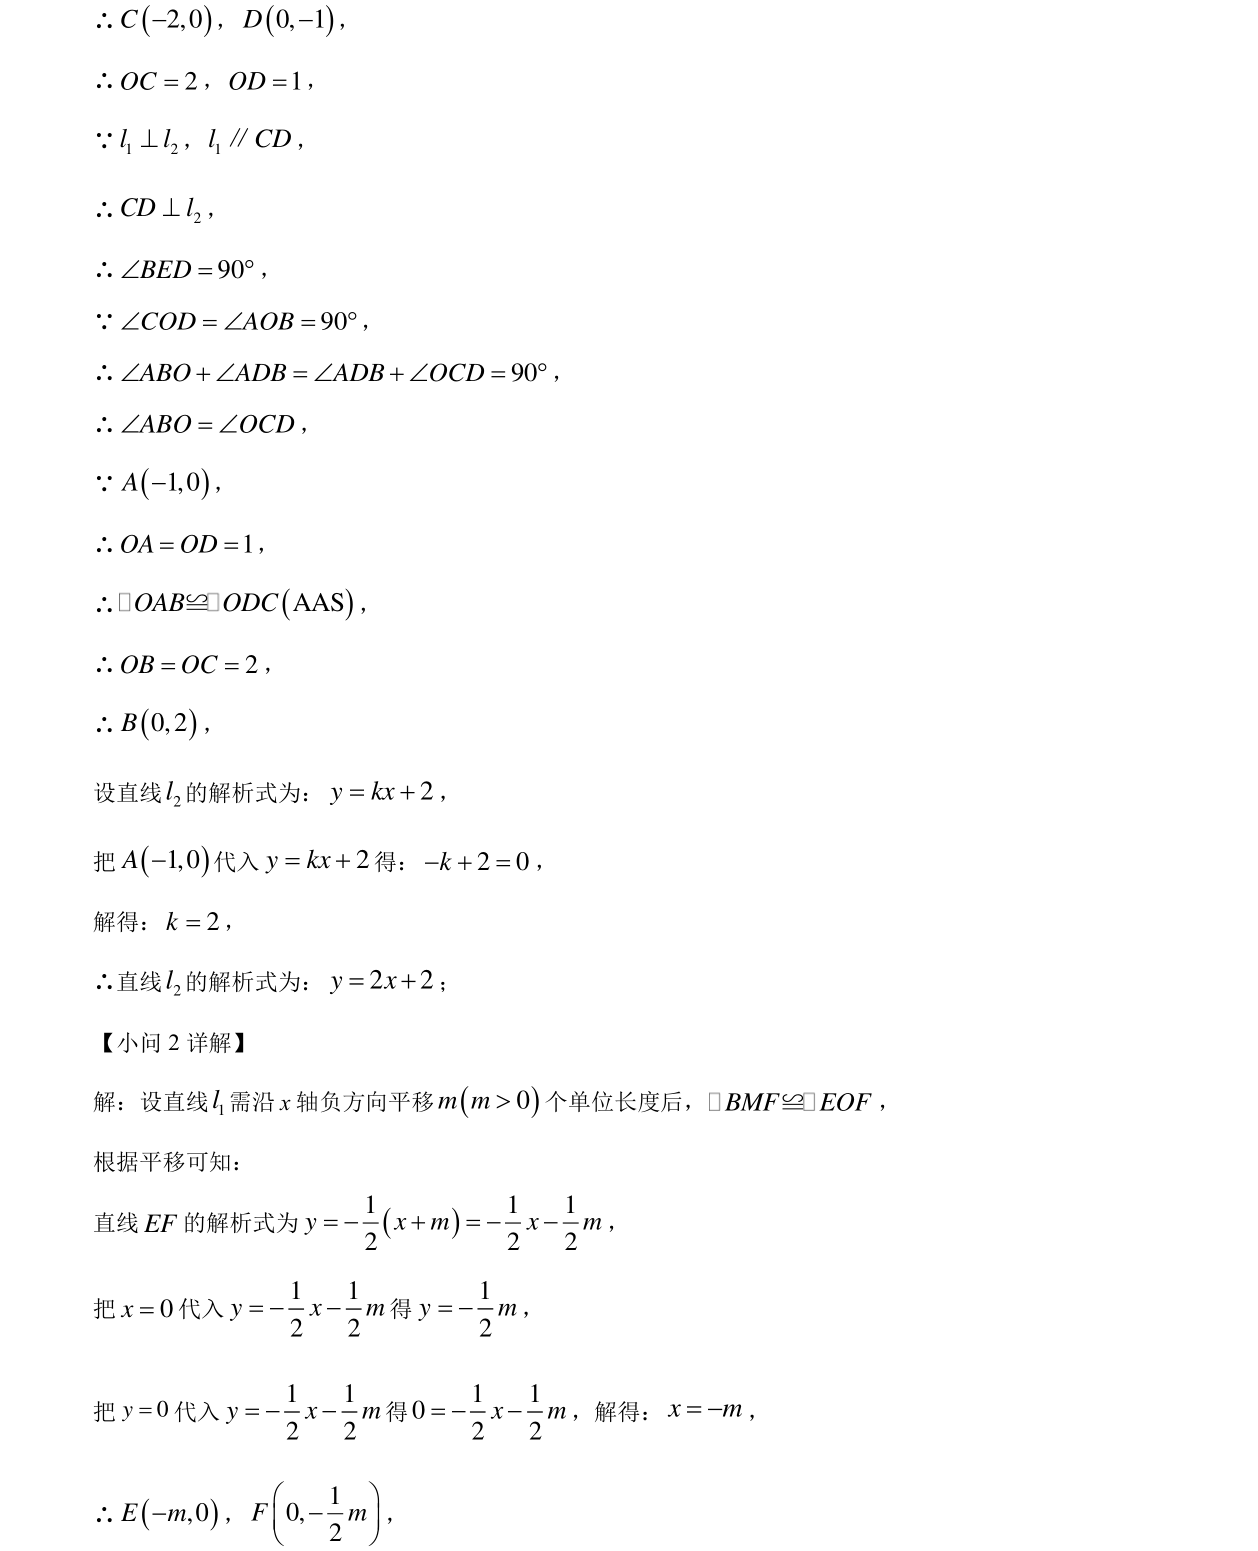 ∴C(−2,0)，D(0,−1)，
∴OC=2，OD=1，
∵l₁⊥l₂，l₁∥CD，
∴CD⊥l₂，
∴∠BED=90°，
∵∠COD=∠AOB=90°，
∴∠ABO+∠ADB=∠ADB+∠OCD=90°，
∴∠ABO=∠OCD，
∵A(−1,0)，
∴OA=OD=1，
∴□OAB≌□ODC(AAS)，
∴OB=OC=2，
∴B(0,2)，
设直线l₂的解析式为：y=kx+2，
把A(−1,0)代入y=kx+2得：−k+2=0，
解得：k=2，
∴直线l₂的解析式为：y=2x+2；
【小问 2 详解】
解：设直线l₁需沿x轴负方向平移m(m>0)个单位长度后，□BMF≌□EOF，
根据平移可知：
直线EF的解析式为y=−1/2(x+m)=−1/2x−1/2m，
把x=0代入y=−1/2x−1/2m得y=−1/2m，
把y=0代入y=−1/2x−1/2m得0=−1/2x−1/2m，解得：x=−m，
∴E(−m,0)，F(0,−1/2m)，